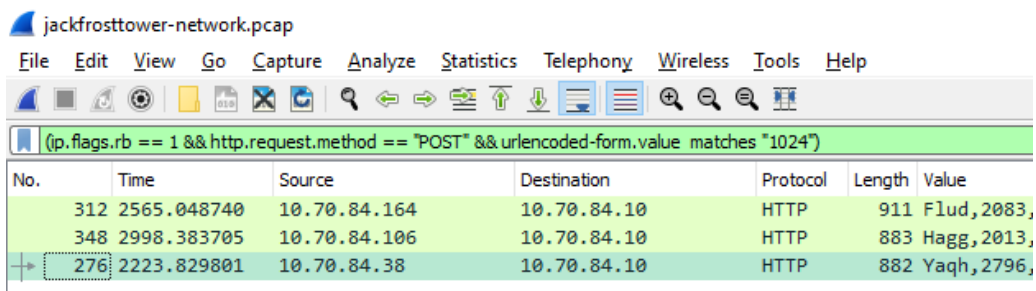 jackfrosttower-network.pcap
File Edit View Go Capture Analyze Statistics Telephony Wireless Tools Help
(ip.flags.rb == 1 && http.request.method == "POST" && urlencoded-form.value matches "1024")
No. Time Source Destination Protocol Length Value
312 2565.048740 10.70.84.164 10.70.84.10 HTTP 911 Flud,2083,
348 2998.383705 10.70.84.106 10.70.84.10 HTTP 883 Hagg,2013,
276 2223.829801 10.70.84.38 10.70.84.10 HTTP 882 Yaqh,2796,